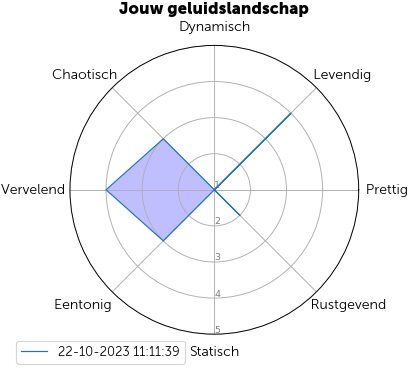 Jouw geluidslandschap
Dynamisch
Chaotisch
Levendig
Vervelend
Prettig
1
2
3
4
5
Eentonig
Rustgevend
22-10-2023 11:11:39
Statisch